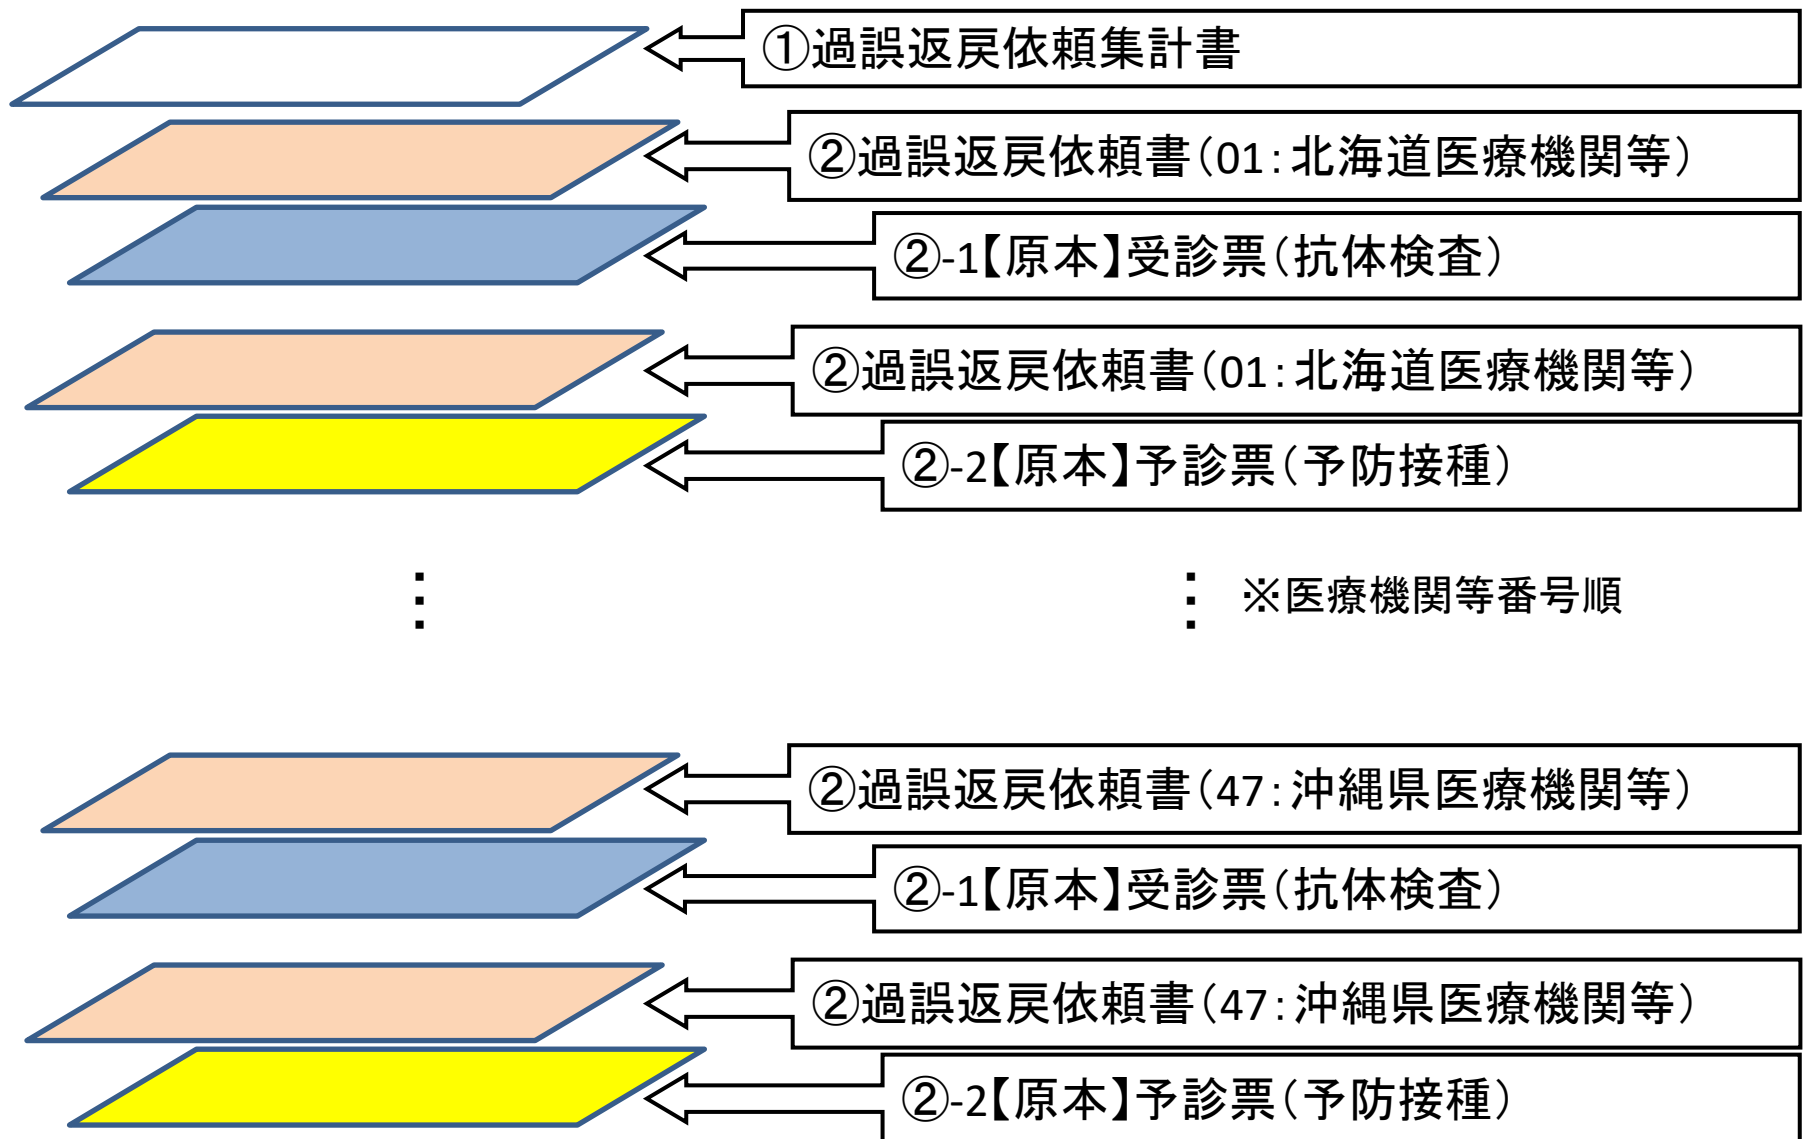 ①過誤返戻依頼集計書
②過誤返戻依頼書（01：北海道医療機関等）
②-1【原本】受診票（抗体検査）
②過誤返戻依頼書（01：北海道医療機関等）
②-2【原本】予診票（予防接種）
※医療機関等番号順
②過誤返戻依頼書（47：沖縄県医療機関等）
②-1【原本】受診票（抗体検査）
②過誤返戻依頼書（47：沖縄県医療機関等）
②-2【原本】予診票（予防接種）